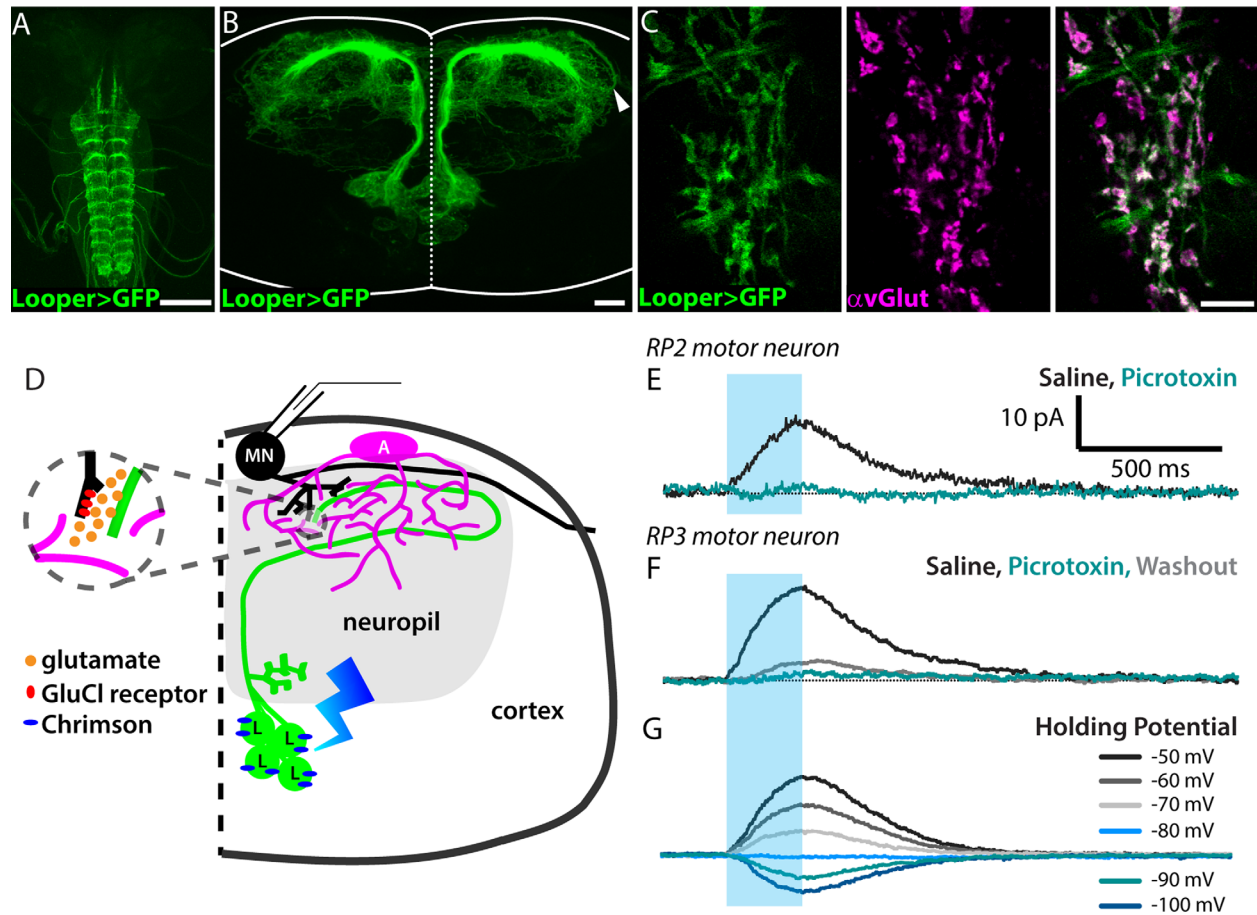 A
Looper>GFP
B
Looper>GFP
C
Looper>GFP
αvGlut
D
MN
A
neuropil
cortex
L
L
L
L
glutamate
GluCl receptor
Chrimson
RP2 motor neuron
E
Saline, Picrotoxin
10 pA
500 ms
RP3 motor neuron
F
Saline, Picrotoxin, Washout
G
Holding Potential
-50 mV
-60 mV
-70 mV
-80 mV
-90 mV
-100 mV